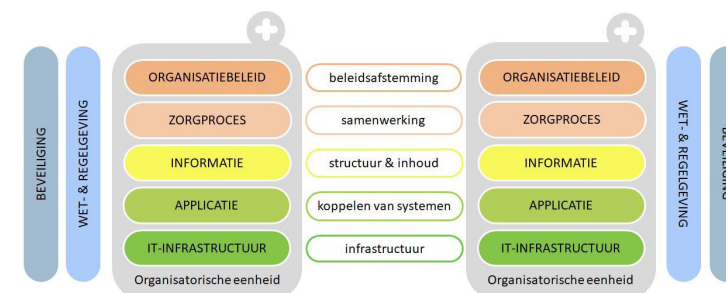 BEVEILIGING
WET- & REGELGEVING
ORGANISATIEBELEID
beleidsafstemming
ORGANISATIEBELEID
ZORGPROCES
samenwerking
ZORGPROCES
INFORMATIE
structuur & inhoud
INFORMATIE
APPLICATIE
koppelen van systemen
APPLICATIE
IT-INFRASTRUCTUUR
infrastructuur
IT-INFRASTRUCTUUR
Organisatorische eenheid
Organisatorische eenheid
WET- & REGELGEVING